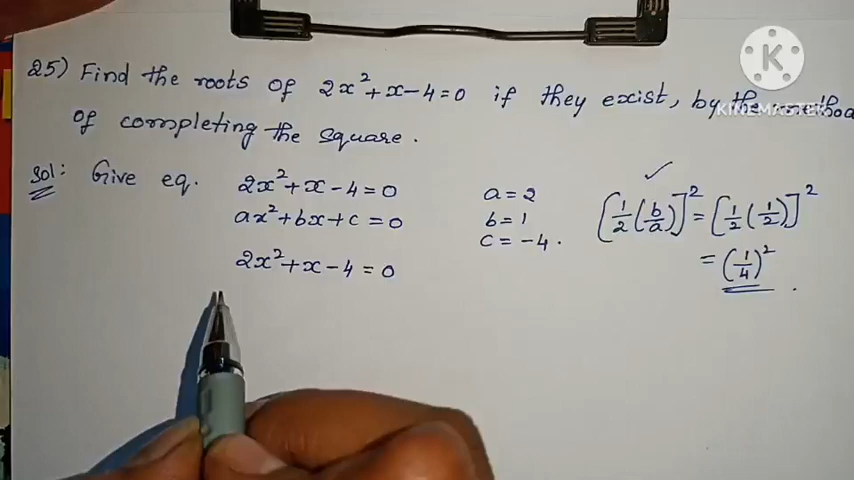 25) Find the roots of 2x²+x-4=0 if they exist, by the metho
of completing the square.
Sol: Give eq. 2x²+x-4=0
ax²+bx+c=0
2x²+x-4=0
a=2
b=1
c=-4.
✓
[1/2(b/a)]²=[1/2(1/2)]²
=(1/4)².
K
KINEMASTER